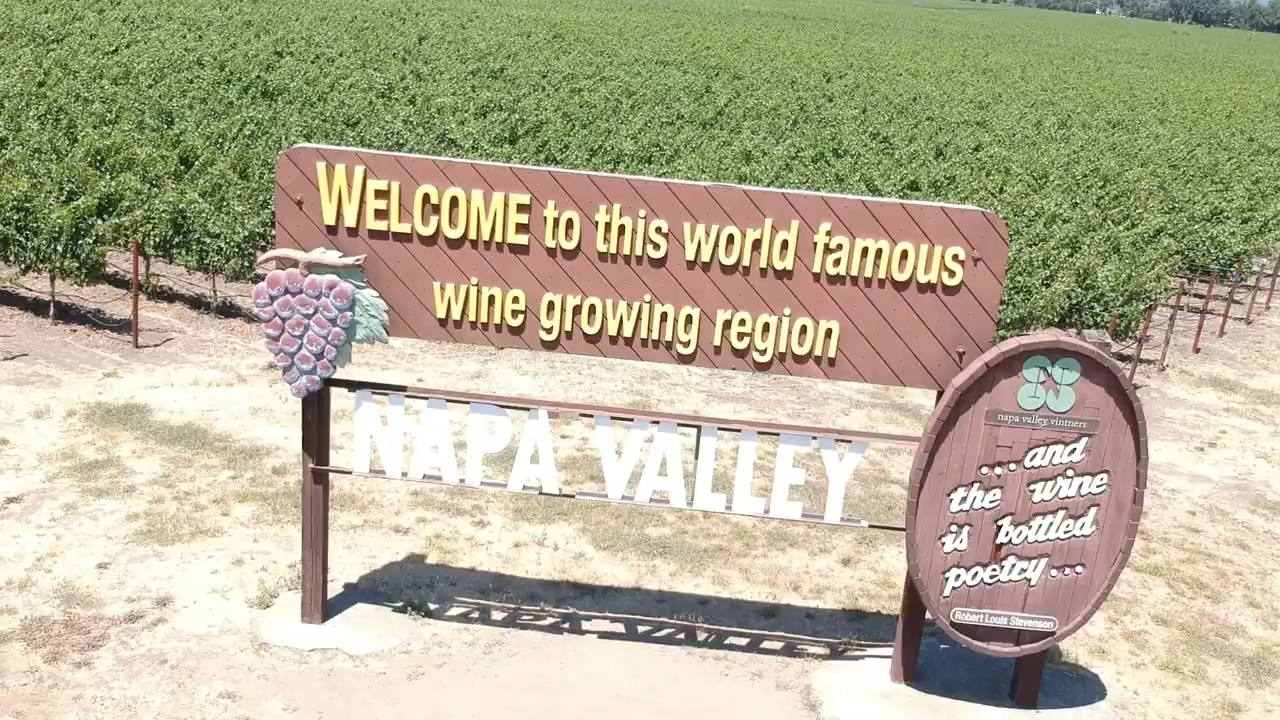 WELCOME to this world famous
wine growing region
NAPA VALLEY
napa valley vintners
...and
the wine
is bottled
poetry...
Robert Louis Stevenson